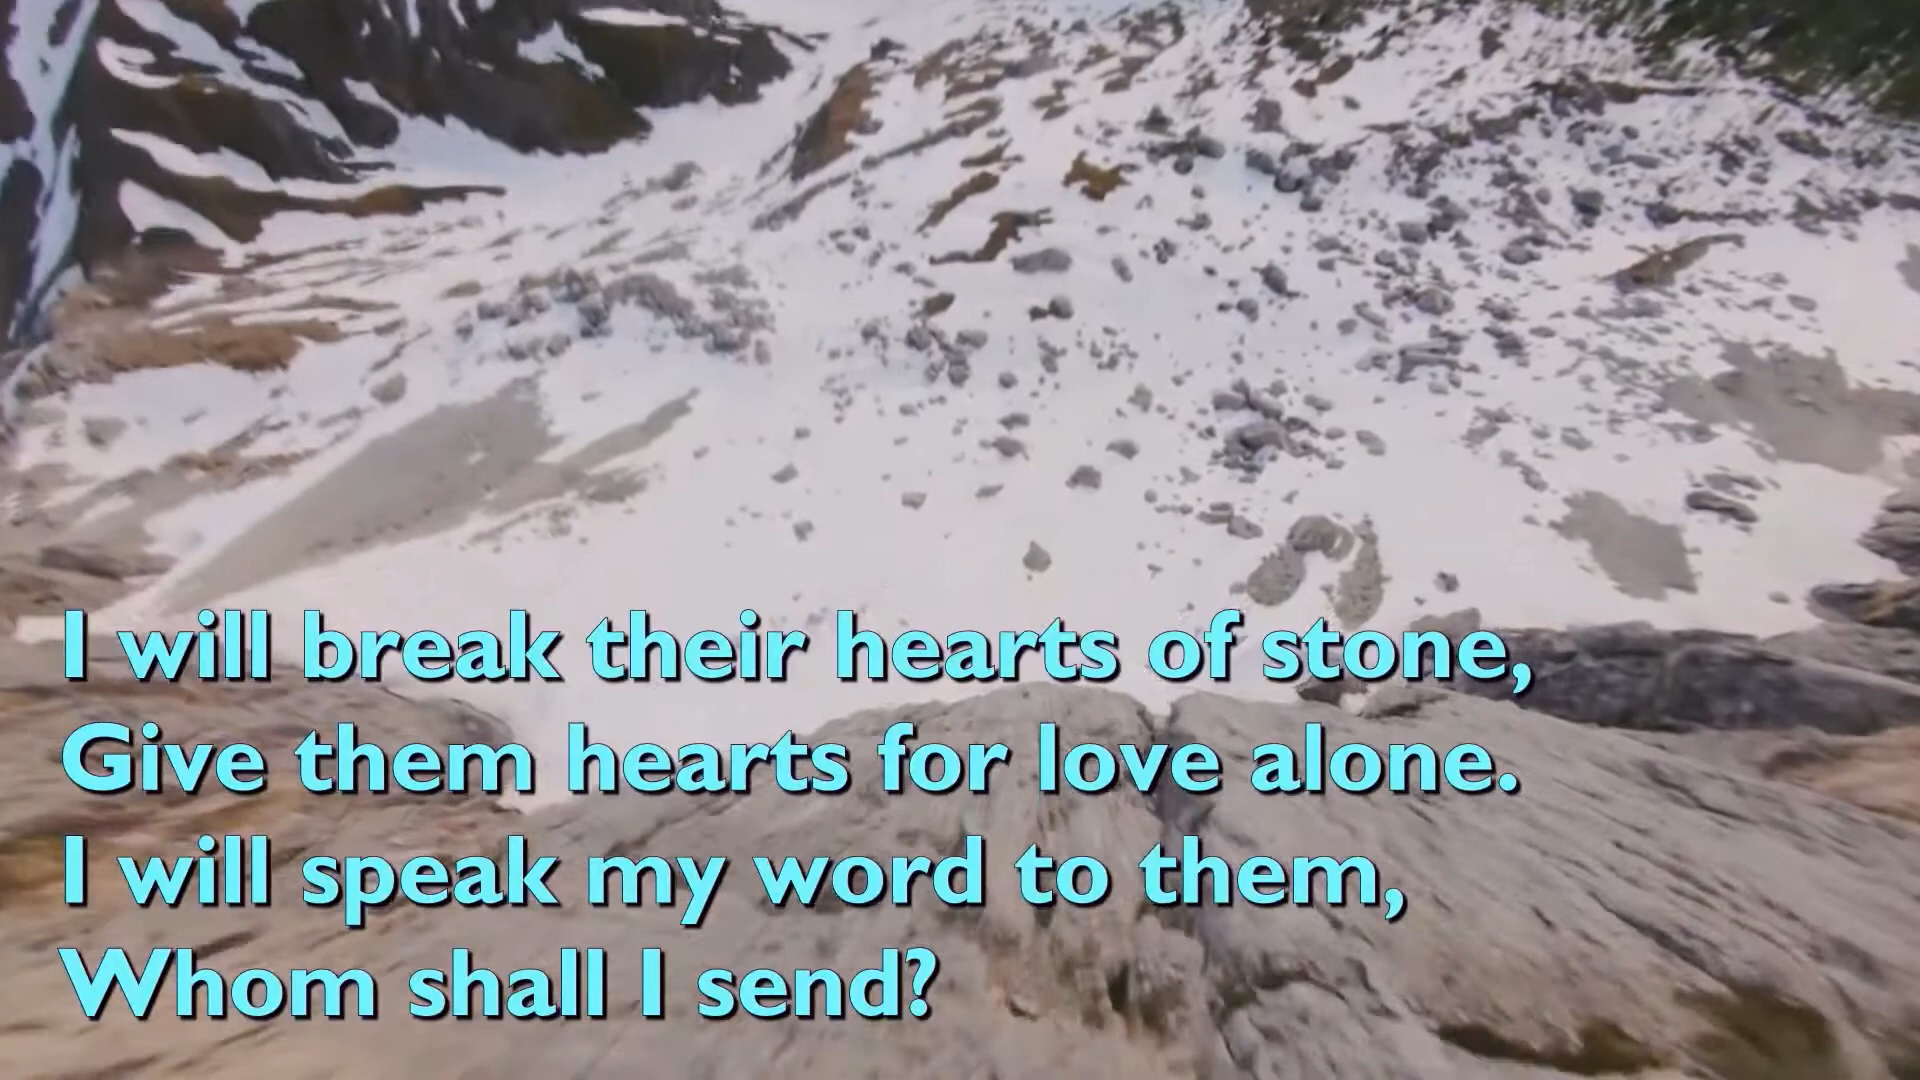 I will break their hearts of stone,
Give them hearts for love alone.
I will speak my word to them,
Whom shall I send?